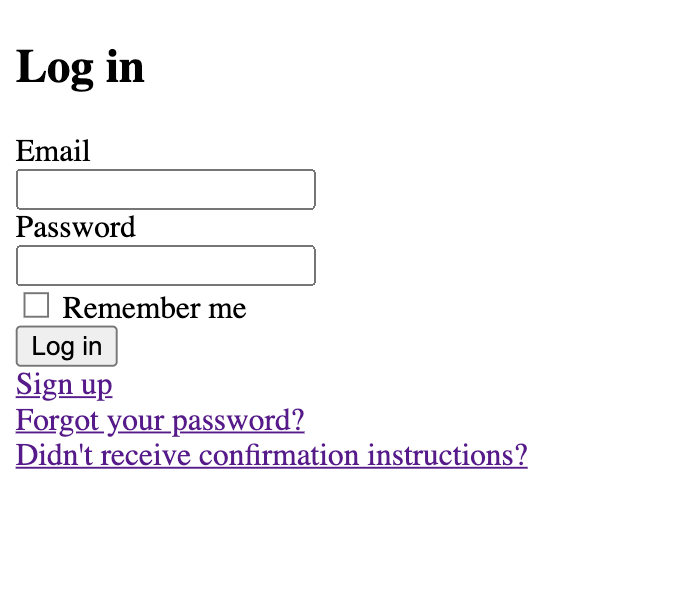 Log in
Email
Password
Remember me
Log in
Sign up
Forgot your password?
Didn't receive confirmation instructions?